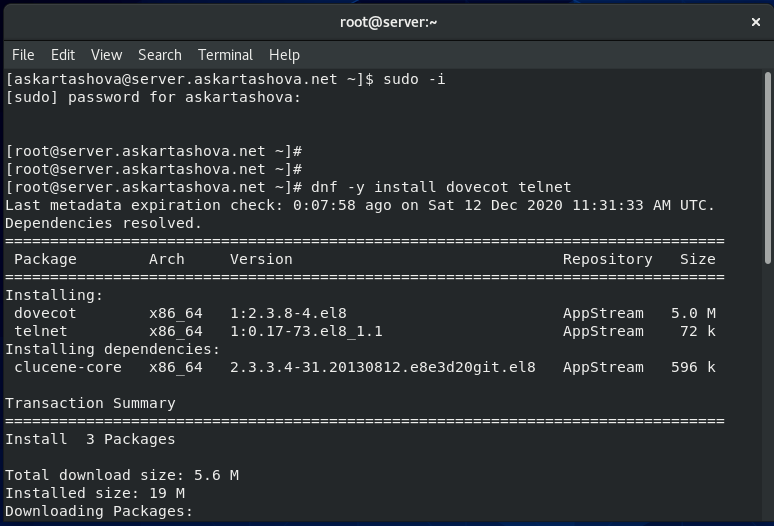 root@server:~
File Edit View Search Terminal Help
[askartashova@server.askartashova.net ~]$ sudo -i
[sudo] password for askartashova:
[root@server.askartashova.net ~]#
[root@server.askartashova.net ~]#
[root@server.askartashova.net ~]# dnf -y install dovecot telnet
Last metadata expiration check: 0:07:58 ago on Sat 12 Dec 2020 11:31:33 AM UTC.
Dependencies resolved.
================================================================================
Package Arch Version Repository Size
================================================================================
Installing:
dovecot x86_64 1:2.3.8-4.el8 AppStream 5.0 M
telnet x86_64 1:0.17-73.el8_1.1 AppStream 72 k
Installing dependencies:
clucene-core x86_64 2.3.3.4-31.20130812.e8e3d20git.el8 AppStream 596 k
Transaction Summary
================================================================================
Install 3 Packages
Total download size: 5.6 M
Installed size: 19 M
Downloading Packages: